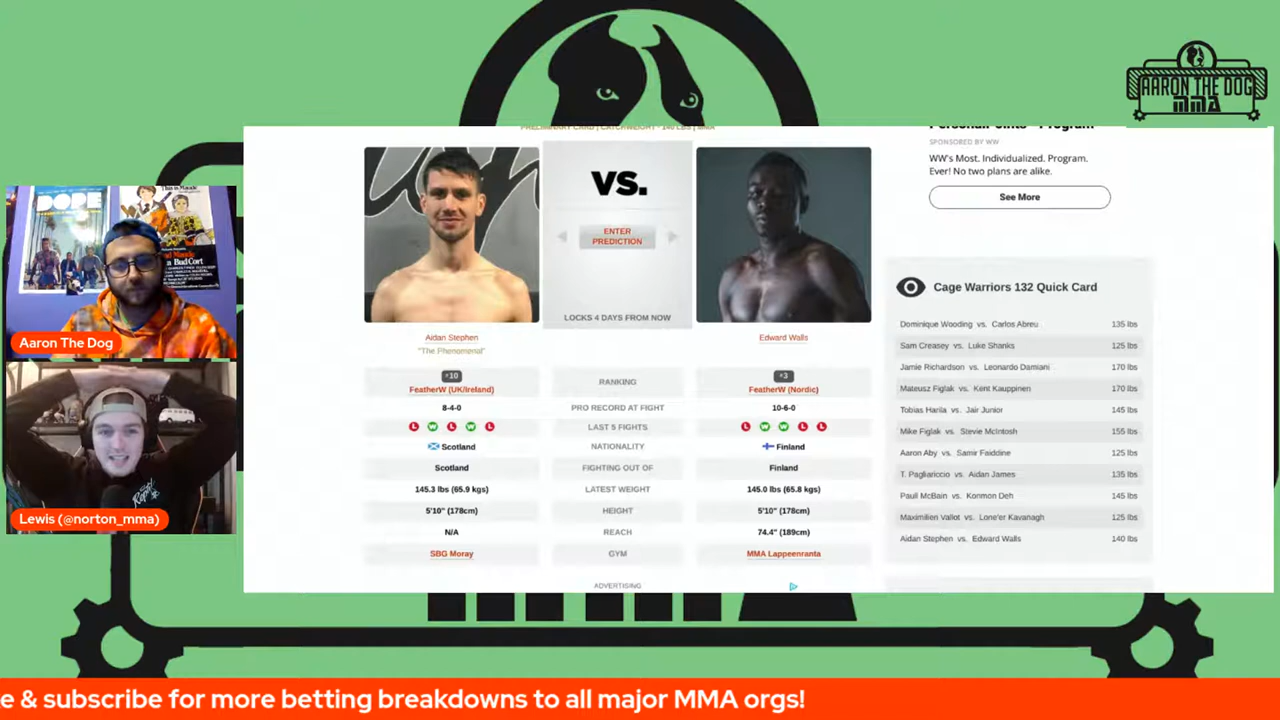 AARON THE DOG
MMA
PRELIMINARY CARD | CATCHWEIGHT · 140 LBS | MMA
SPONSORED BY WW
WW's Most. Individualized. Program.
Ever! No two plans are alike.
See More
VS.
ENTER
PREDICTION
LOCKS 4 DAYS FROM NOW
DOPE
Aaron The Dog
Lewis (@norton_mma)
Aidan Stephen
"The Phenomenal"
Edward Walls
#10
FeatherW (UK/Ireland)
RANKING
#3
FeatherW (Nordic)
8-4-0
PRO RECORD AT FIGHT
10-6-0
L W L W L
LAST 5 FIGHTS
L W W L L
Scotland
NATIONALITY
Finland
Scotland
FIGHTING OUT OF
Finland
145.3 lbs (65.9 kgs)
LATEST WEIGHT
145.0 lbs (65.8 kgs)
5'10" (178cm)
HEIGHT
5'10" (178cm)
N/A
REACH
74.4" (189cm)
SBG Moray
GYM
MMA Lappeenranta
ADVERTISING
Cage Warriors 132 Quick Card
Dominique Wooding vs. Carlos Abreu 135 lbs
Sam Creasey vs. Luke Shanks 125 lbs
Jamie Richardson vs. Leonardo Damiani 170 lbs
Mateusz Figlak vs. Kent Kauppinen 170 lbs
Tobias Harila vs. Jair Junior 145 lbs
Mike Figlak vs. Stevie McIntosh 155 lbs
Aaron Aby vs. Samir Faiddine 125 lbs
T. Pagliariccio vs. Aidan James 135 lbs
Paull McBain vs. Konmon Deh 145 lbs
Maximilien Vallot vs. Lone'er Kavanagh 125 lbs
Aidan Stephen vs. Edward Walls 140 lbs
e & subscribe for more betting breakdowns to all major MMA orgs!